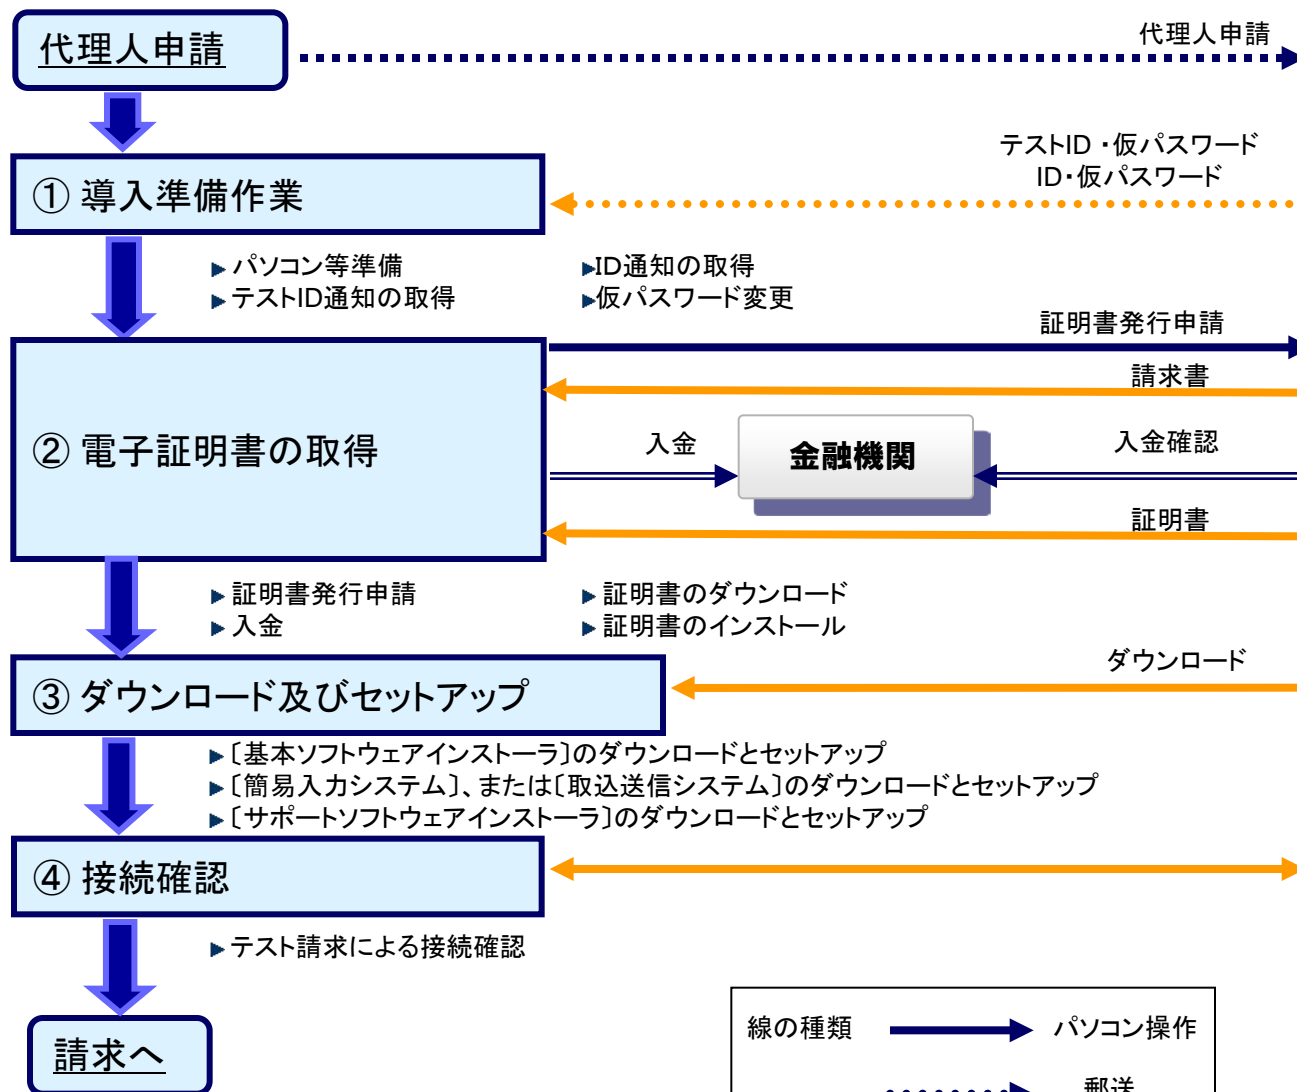 代理人申請
代理人申請
テストID・仮パスワード
ID・仮パスワード
① 導入準備作業
▶パソコン等準備
▶テストID通知の取得
▶ID通知の取得
▶仮パスワード変更
証明書発行申請
請求書
② 電子証明書の取得
入金
金融機関
入金確認
証明書
▶証明書発行申請
▶入金
▶証明書のダウンロード
▶証明書のインストール
ダウンロード
③ ダウンロード及びセットアップ
▶〔基本ソフトウェアインストーラ〕のダウンロードとセットアップ
▶〔簡易入力システム〕、または〔取込送信システム〕のダウンロードとセットアップ
▶〔サポートソフトウェアインストーラ〕のダウンロードとセットアップ
④ 接続確認
▶テスト請求による接続確認
請求へ
線の種類
パソコン操作
郵送